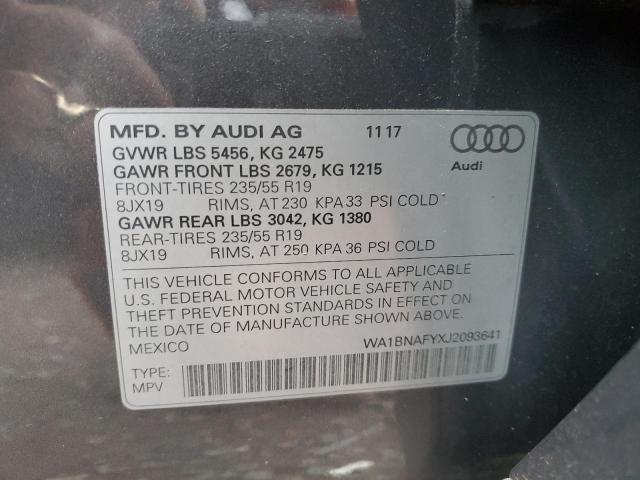 MFD. BY AUDI AG 11 17
GVWR LBS 5456, KG 2475
GAWR FRONT LBS 2679, KG 1215
FRONT-TIRES 235/55 R19
8JX19 RIMS, AT 230 KPA 33 PSI COLD
GAWR REAR LBS 3042, KG 1380
REAR-TIRES 235/55 R19
8JX19 RIMS, AT 250 KPA 36 PSI COLD
Audi
THIS VEHICLE CONFORMS TO ALL APPLICABLE
U.S. FEDERAL MOTOR VEHICLE SAFETY AND
THEFT PREVENTION STANDARDS IN EFFECT ON
THE DATE OF MANUFACTURE SHOWN ABOVE.
MEXICO WA1BNAFYXJ2093641
TYPE:
MPV